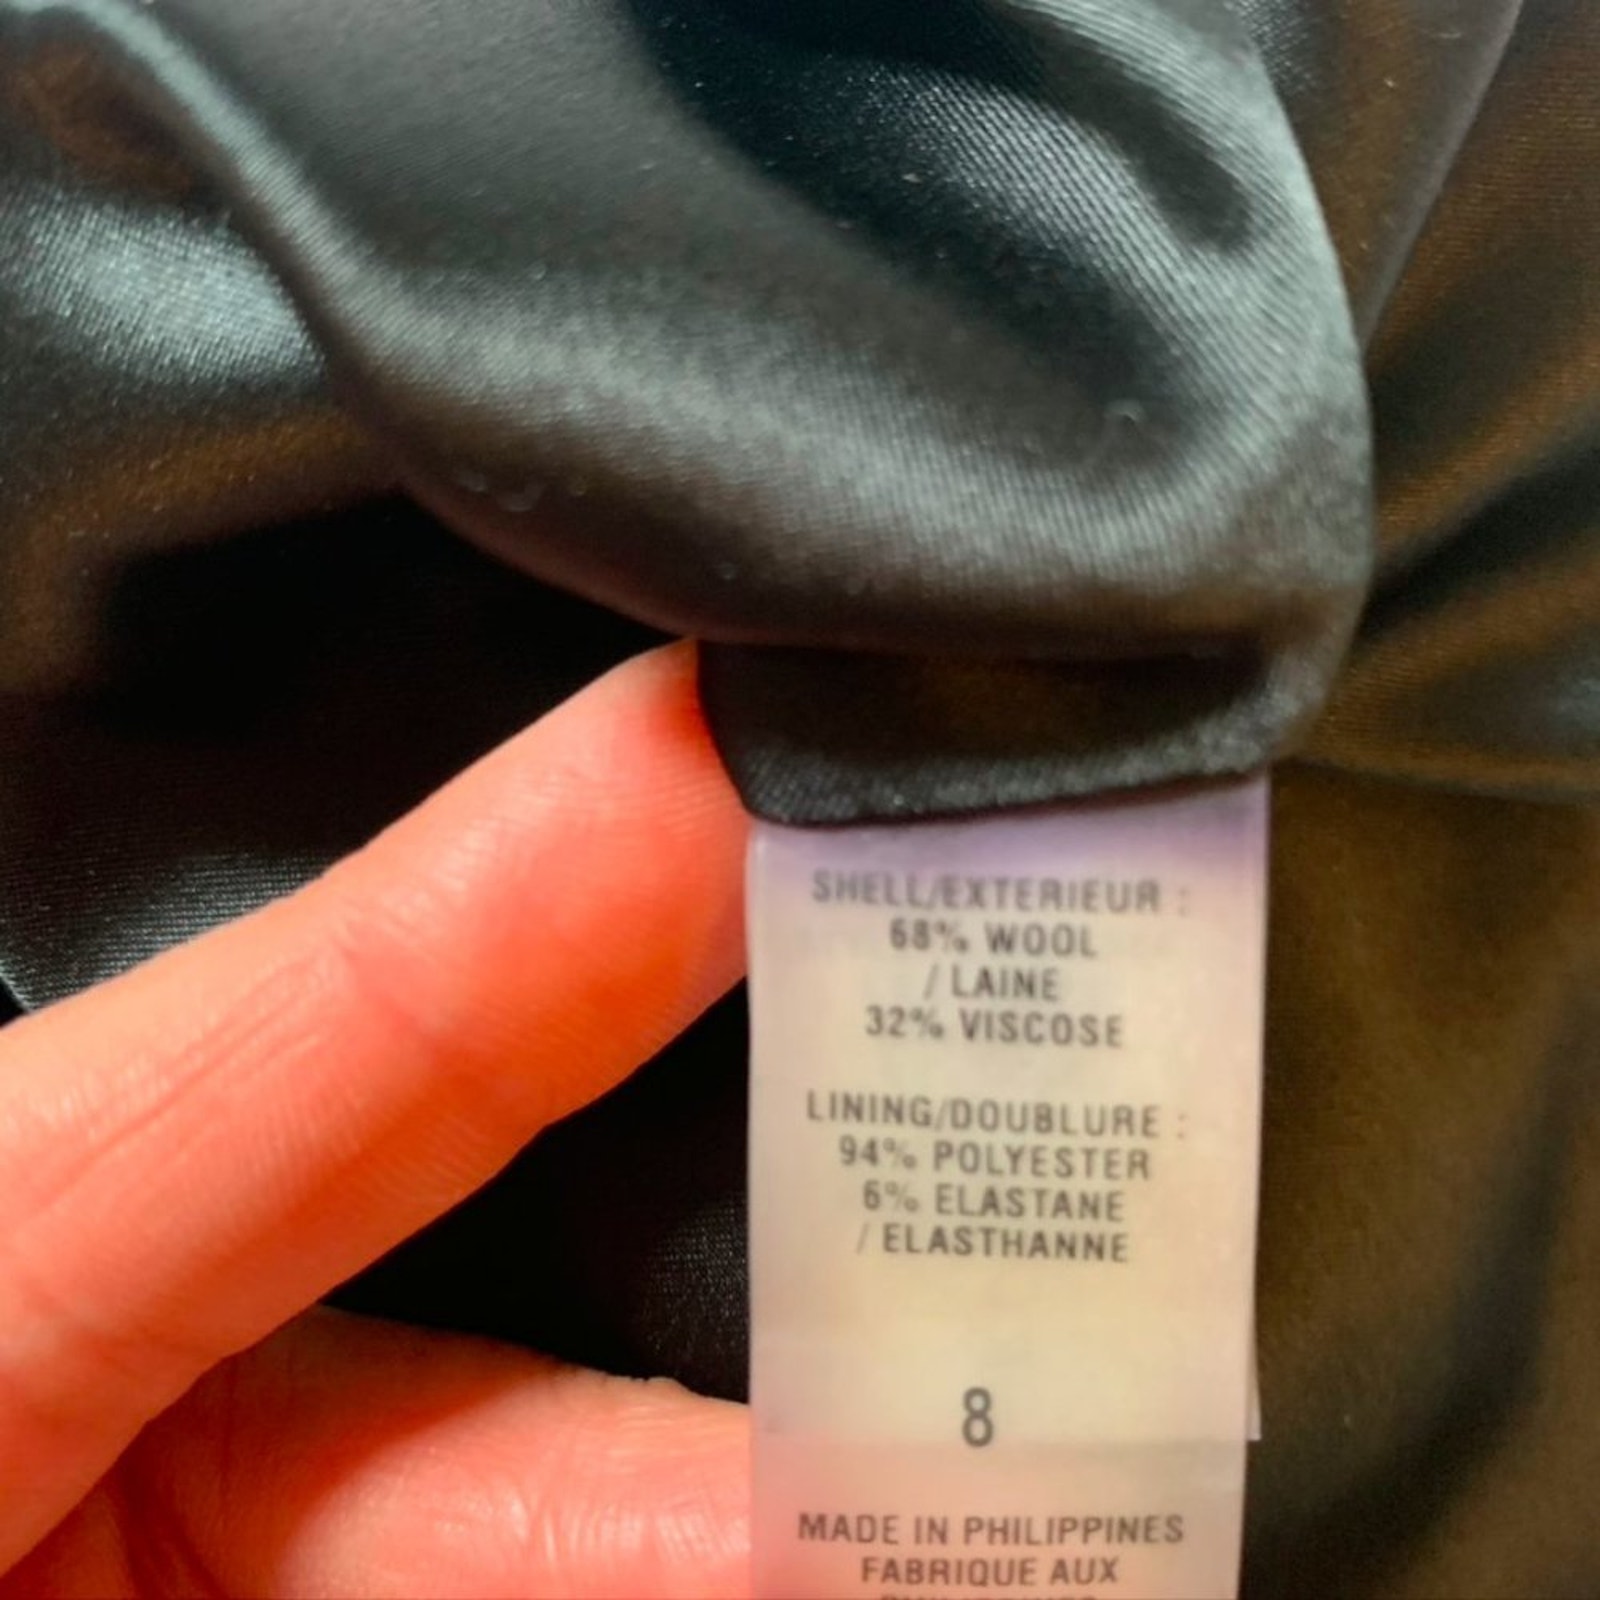 SHELL/EXTERIEUR :
68% WOOL
/ LAINE
32% VISCOSE
LINING/DOUBLURE :
94% POLYESTER
6% ELASTANE
/ ELASTHANNE
8
MADE IN PHILIPPINES
FABRIQUE AUX